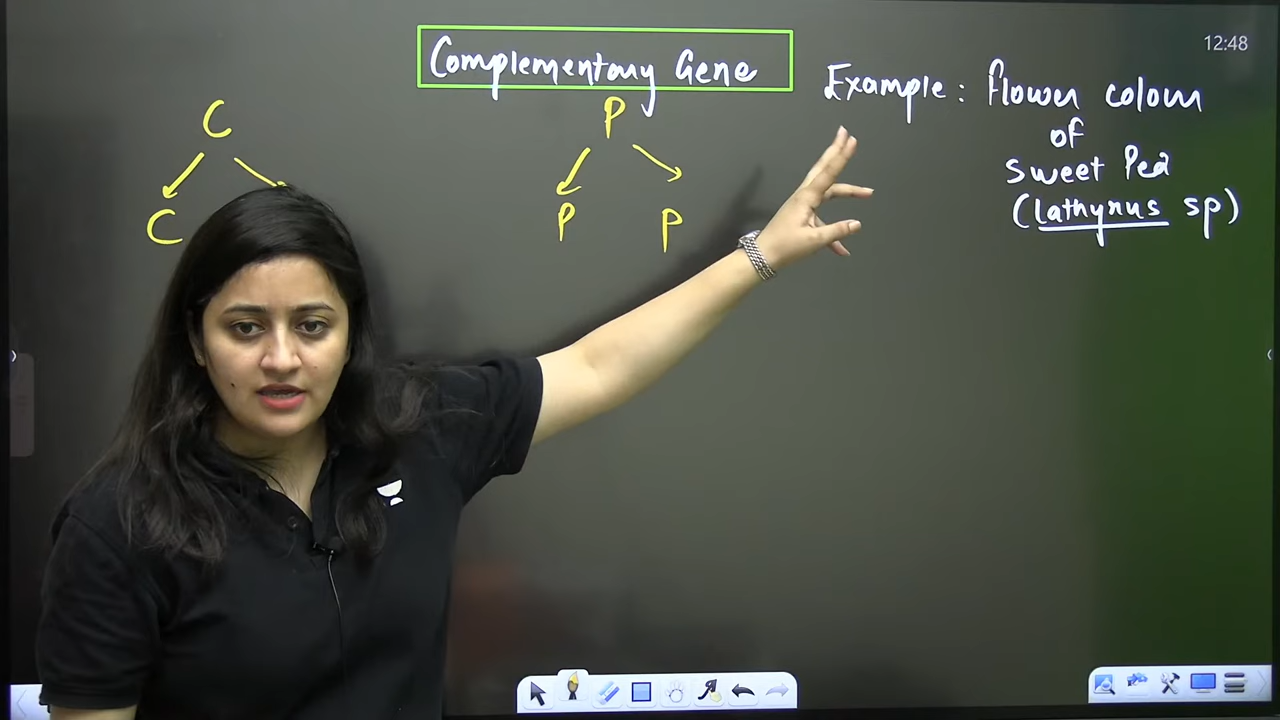 12:48
Complementary Gene
Example: flower colour
of
sweet Pea
(lathyrus sp)
C
P
C
P
p